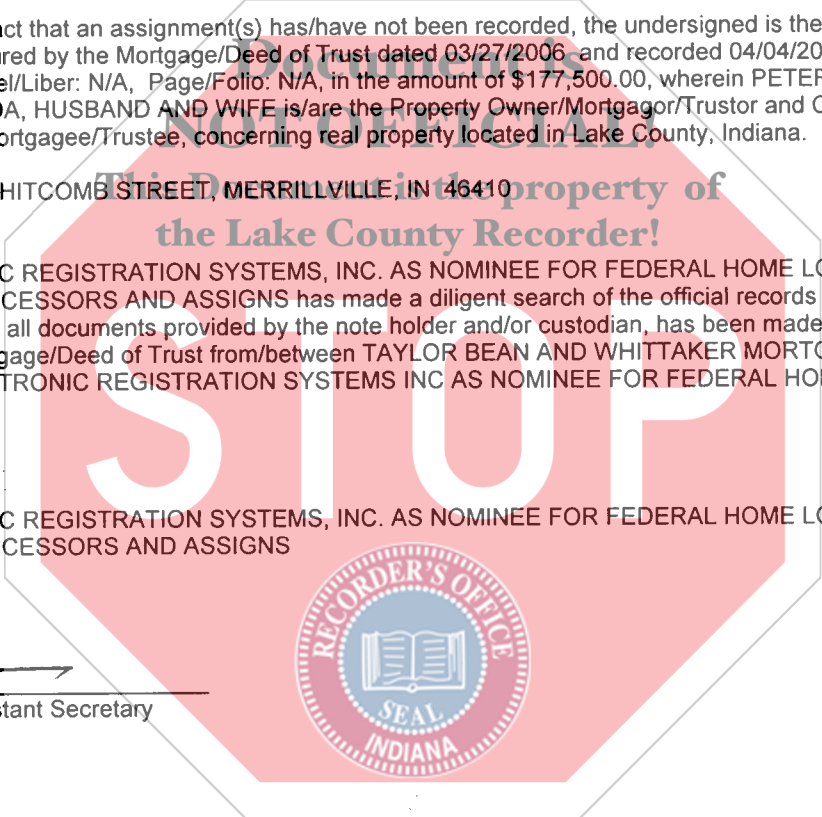 ct that an assignment(s) has/have not been recorded, the undersigned is the
red by the Mortgage/Deed of Trust dated 03/27/2006 and recorded 04/04/20
el/Liber: N/A, Page/Folio: N/A, in the amount of $177,500.00, wherein PETER
DA, HUSBAND AND WIFE is/are the Property Owner/Mortgagor/Trustor and C
ortgagee/Trustee, concerning real property located in Lake County, Indiana.
Document is
NOT OFFICIAL!
HITCOMB STREET, MERRILLVILLE, IN 46410
This Document is the property of
the Lake County Recorder!
C REGISTRATION SYSTEMS, INC. AS NOMINEE FOR FEDERAL HOME LO
CESSORS AND ASSIGNS has made a diligent search of the official records
all documents provided by the note holder and/or custodian, has been made
gage/Deed of Trust from/between TAYLOR BEAN AND WHITTAKER MORTG
TRONIC REGISTRATION SYSTEMS INC AS NOMINEE FOR FEDERAL HO
STOP
C REGISTRATION SYSTEMS, INC. AS NOMINEE FOR FEDERAL HOME LO
CESSORS AND ASSIGNS
RECORDER'S OFFICE
SEAL
INDIANA
tant Secretary